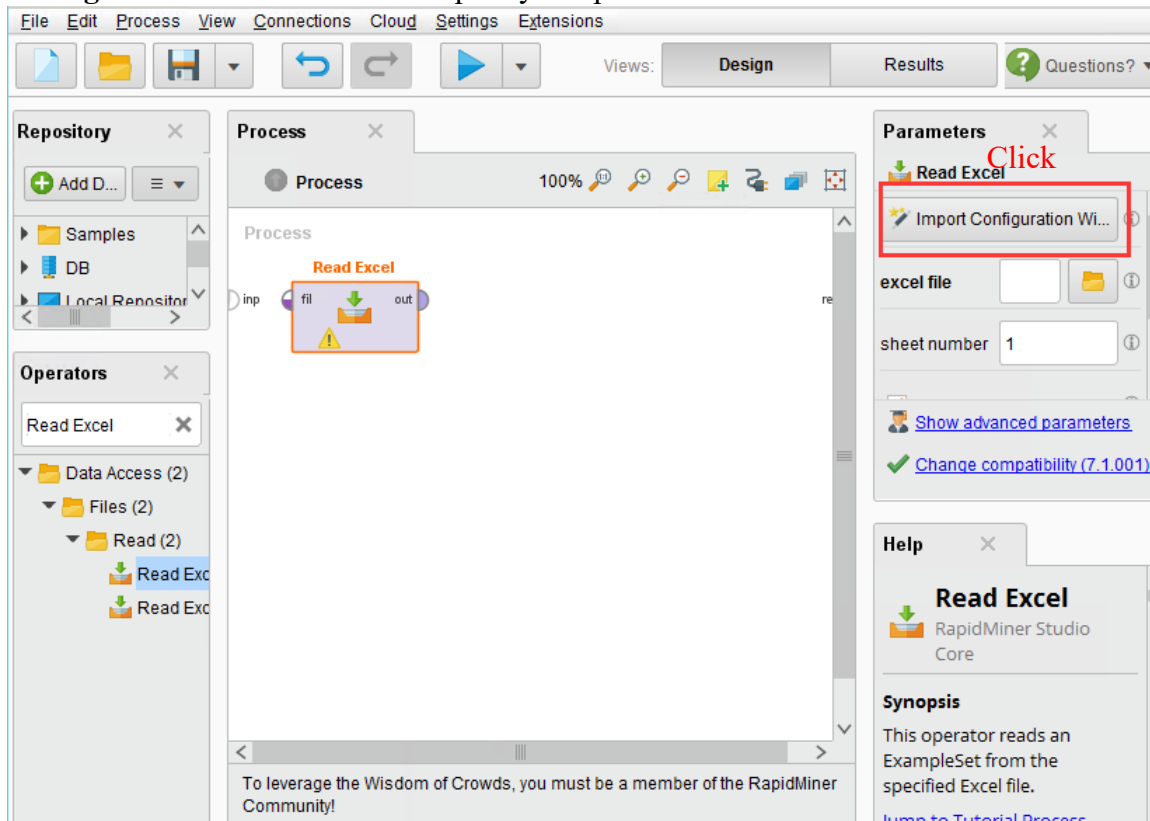 File Edit Process View Connections Cloud Settings Extensions
Views: Design Results Questions?
Repository
Add D...
Samples
DB
Local Repositor
Operators
Read Excel
Data Access (2)
Files (2)
Read (2)
Read Exc
Read Exc
Process
Process
100%
Process
Read Excel
inp fil out re
To leverage the Wisdom of Crowds, you must be a member of the RapidMiner
Community!
Parameters
Click
Read Excel
Import Configuration Wi...
excel file
sheet number 1
Show advanced parameters
Change compatibility (7.1.001)
Help
Read Excel
RapidMiner Studio
Core
Synopsis
This operator reads an
ExampleSet from the
specified Excel file.
Jump to Tutorial Process